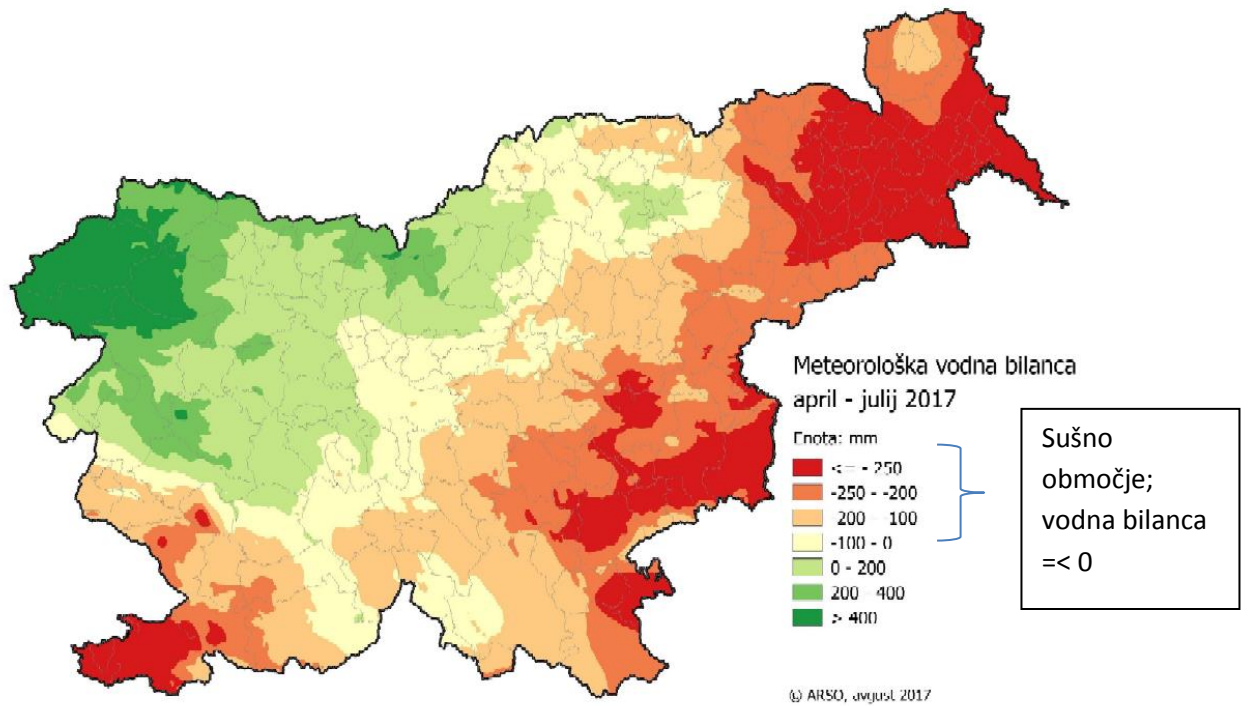 Meteorološka vodna bilanca
april - julij 2017
Enota: mm
<= - 250
-250 - -200
-200 - -100
-100 - 0
0 - 200
200 - 400
> 400
Sušno
območje;
vodna bilanca
=< 0
© ARSO, avgust 2017